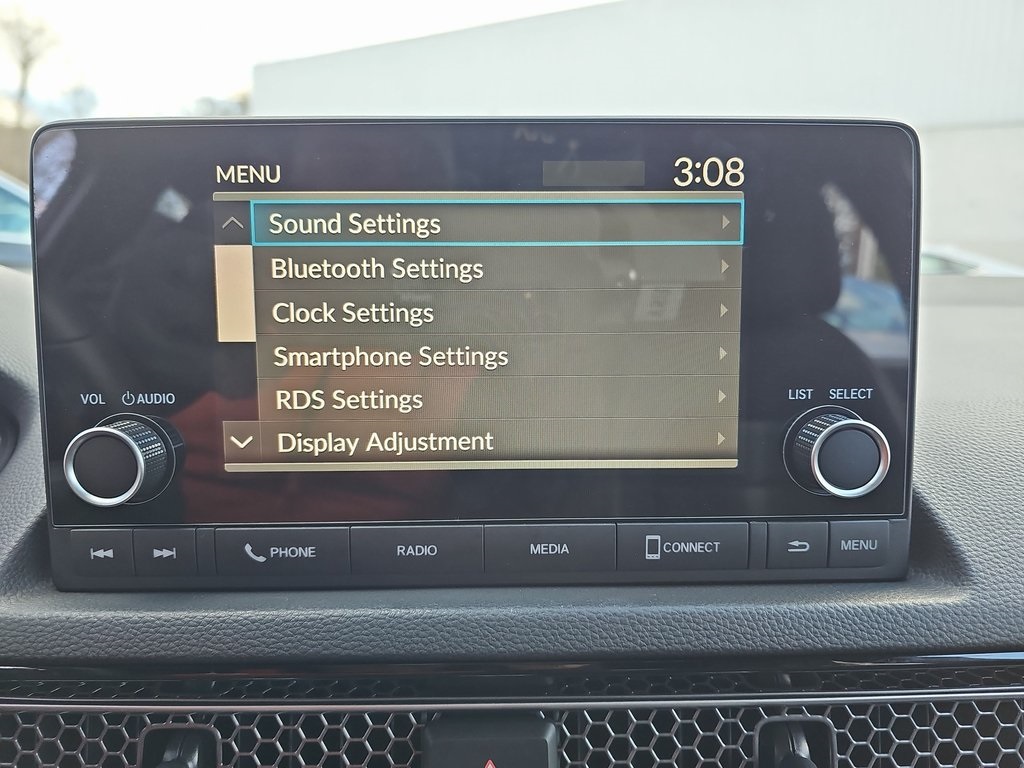 MENU 3:08
Sound Settings
Bluetooth Settings
Clock Settings
Smartphone Settings
RDS Settings
Display Adjustment
VOL AUDIO
LIST SELECT
PHONE RADIO MEDIA CONNECT MENU